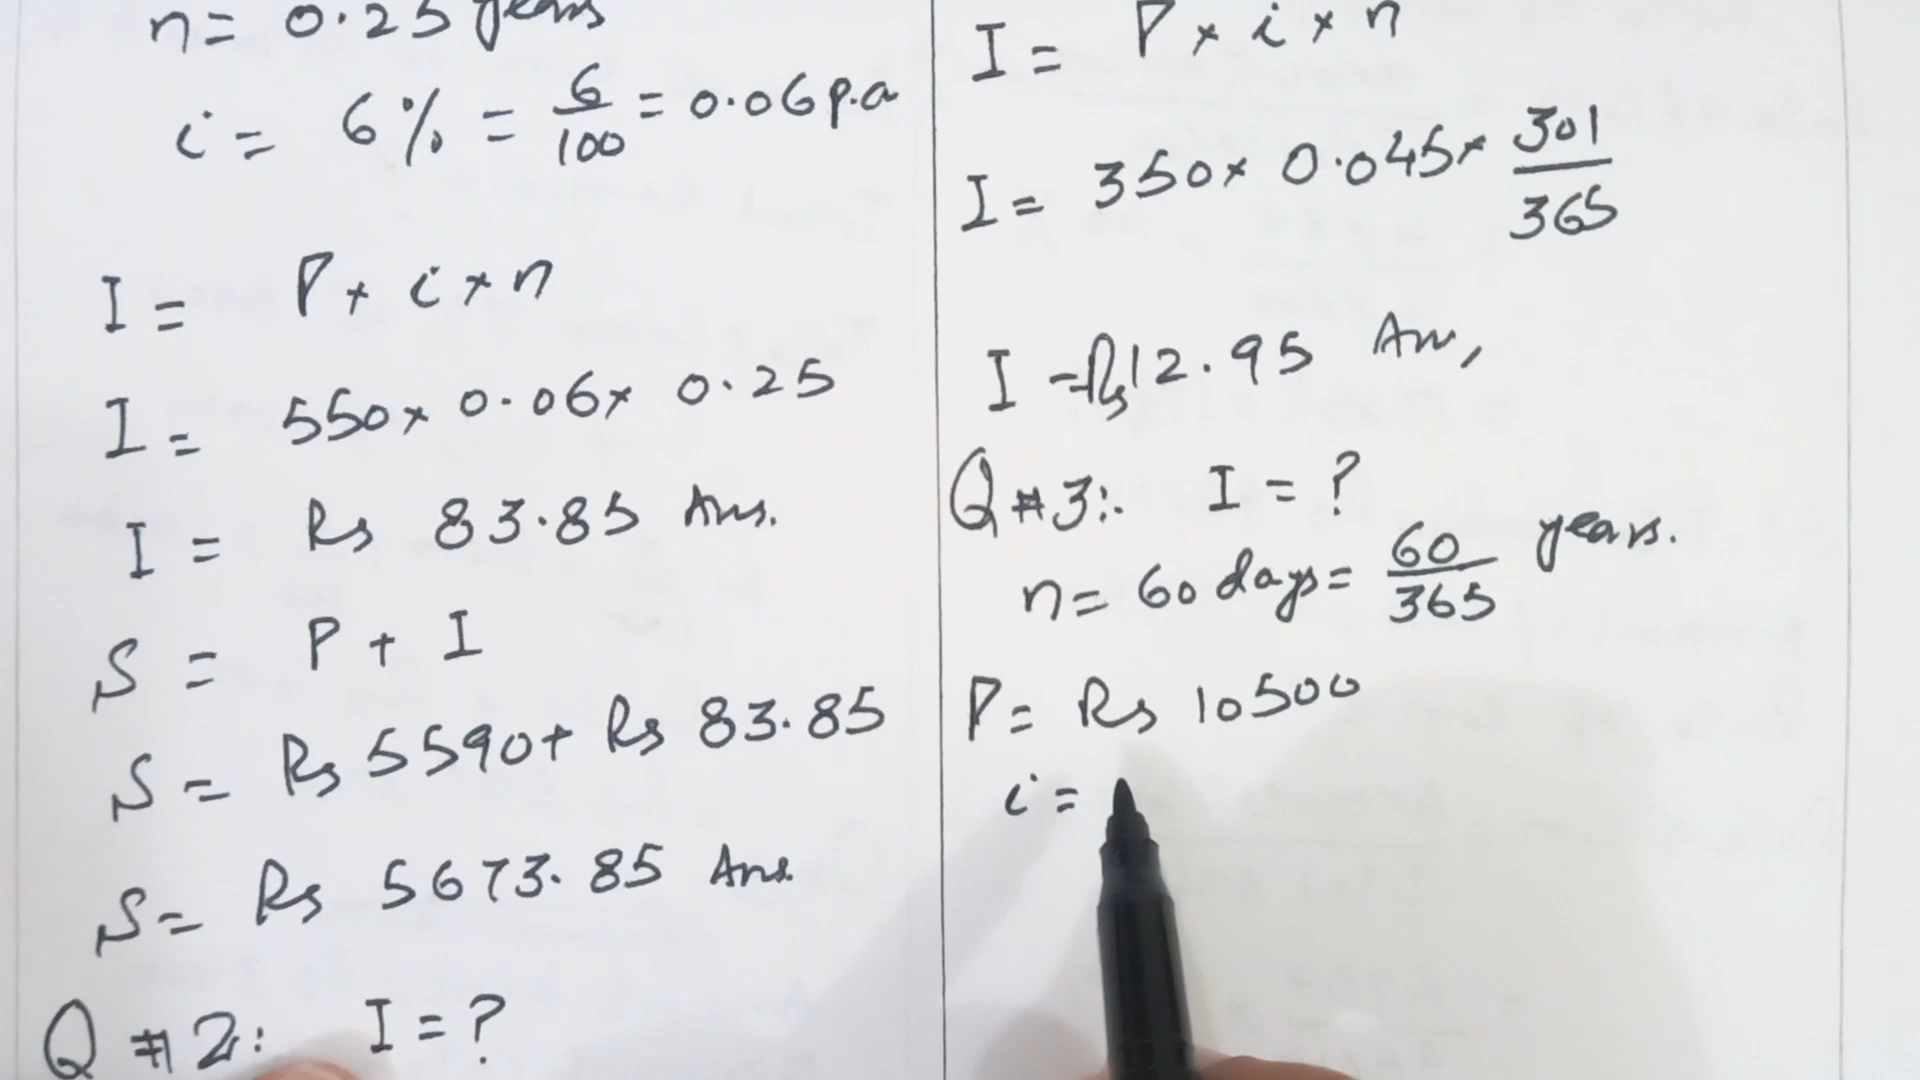 n = 0.25 years
i = 6% = 6/100 = 0.06 p.a
I = P × i × n
I = 550 × 0.06 × 0.25
I = Rs 83.85 Ans.
S = P + I
S = Rs 5590 + Rs 83.85
S = Rs 5673.85 Ans.
Q #2: I = ?
I = P × i × n
I = 350 × 0.045 × 301/365
I = Rs 12.95 Ans,
Q #3:. I = ?
n = 60 days = 60/365 years.
P = Rs 10500
i =